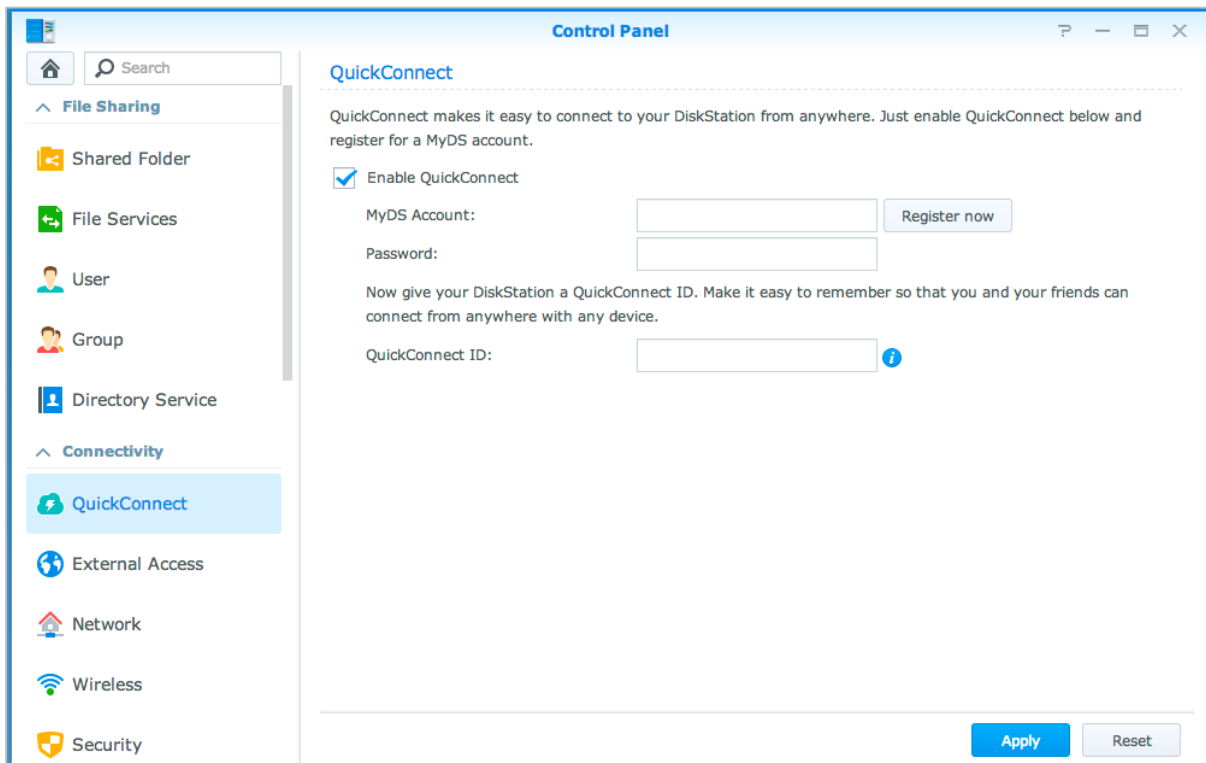 Control Panel
Search
File Sharing
Shared Folder
File Services
User
Group
Directory Service
Connectivity
QuickConnect
External Access
Network
Wireless
Security
QuickConnect
QuickConnect makes it easy to connect to your DiskStation from anywhere. Just enable QuickConnect below and
register for a MyDS account.
Enable QuickConnect
MyDS Account:
Register now
Password:
Now give your DiskStation a QuickConnect ID. Make it easy to remember so that you and your friends can
connect from anywhere with any device.
QuickConnect ID:
Apply
Reset